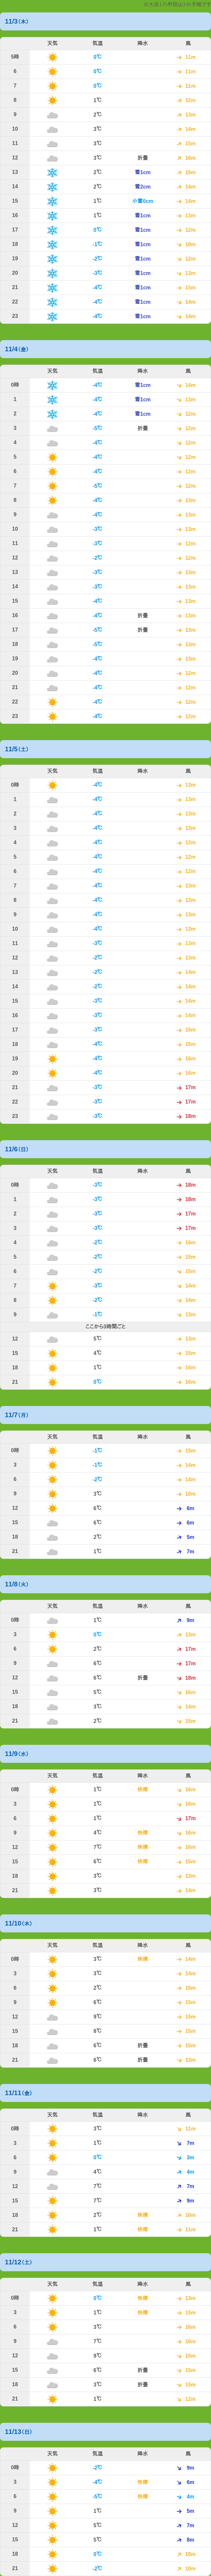 11/3(木)
天気 気温 降水 風
5時 0℃ 11m
6 0℃ 11m
7 0℃ 11m
8 1℃ 12m
9 2℃ 13m
10 3℃ 14m
11 3℃ 15m
12 3℃ 折畳 16m
13 2℃ 雪1cm 15m
14 2℃ 雪2cm 14m
15 1℃ 小雪0cm 14m
16 1℃ 雪1cm 13m
17 0℃ 雪1cm 12m
18 -1℃ 雪1cm 10m
19 -2℃ 雪1cm 12m
20 -3℃ 雪1cm 13m
21 -4℃ 雪1cm 15m
22 -4℃ 雪1cm 14m
23 -4℃ 雪1cm 14m
11/4(金)
天気 気温 降水 風
0時 -4℃ 雪1cm 14m
1 -4℃ 雪1cm 13m
2 -4℃ 雪1cm 12m
3 -5℃ 折畳 12m
4 -4℃ 12m
5 -4℃ 12m
6 -4℃ 12m
7 -5℃ 12m
8 -4℃ 13m
9 -4℃ 13m
10 -3℃ 13m
11 -3℃ 12m
12 -2℃ 12m
13 -3℃ 13m
14 -3℃ 13m
15 -4℃ 13m
16 -4℃ 折畳 13m
17 -5℃ 折畳 13m
18 -5℃ 13m
19 -4℃ 13m
20 -4℃ 12m
21 -4℃ 12m
22 -4℃ 12m
23 -4℃ 12m
11/5(土)
天気 気温 降水 風
0時 -4℃ 12m
1 -4℃ 13m
2 -4℃ 13m
3 -4℃ 13m
4 -4℃ 12m
5 -4℃ 12m
6 -4℃ 12m
7 -4℃ 13m
8 -4℃ 13m
9 -4℃ 13m
10 -4℃ 13m
11 -3℃ 13m
12 -2℃ 13m
13 -2℃ 14m
14 -2℃ 14m
15 -3℃ 14m
16 -3℃ 14m
17 -3℃ 15m
18 -4℃ 15m
19 -4℃ 16m
20 -4℃ 16m
21 -3℃ 17m
22 -3℃ 17m
23 -3℃ 18m
11/6(日)
天気 気温 降水 風
0時 -3℃ 18m
1 -3℃ 18m
2 -3℃ 17m
3 -3℃ 17m
4 -2℃ 16m
5 -2℃ 15m
6 -2℃ 15m
7 -3℃ 14m
8 -2℃ 14m
9 -1℃ 13m
ここから3時間ごと
12 5℃ 13m
15 4℃ 15m
18 1℃ 16m
21 0℃ 16m
11/7(月)
天気 気温 降水 風
0時 -1℃ 15m
3 -1℃ 14m
6 -2℃ 14m
9 3℃ 10m
12 6℃ 6m
15 6℃ 6m
18 2℃ 5m
21 1℃ 7m
11/8(火)
天気 気温 降水 風
0時 1℃ 9m
3 0℃ 13m
6 2℃ 17m
9 6℃ 17m
12 6℃ 折畳 18m
15 5℃ 16m
18 3℃ 14m
21 2℃ 15m
11/9(水)
天気 気温 降水 風
0時 1℃ 快晴 16m
3 1℃ 16m
6 1℃ 17m
9 4℃ 快晴 16m
12 7℃ 快晴 16m
15 6℃ 快晴 15m
18 3℃ 13m
21 3℃ 14m
11/10(木)
天気 気温 降水 風
0時 3℃ 快晴 14m
3 3℃ 14m
6 2℃ 15m
9 6℃ 15m
12 9℃ 15m
15 8℃ 15m
18 6℃ 折畳 14m
21 6℃ 折畳 13m
11/11(金)
天気 気温 降水 風
0時 3℃ 11m
3 1℃ 7m
6 0℃ 3m
9 4℃ 4m
12 7℃ 7m
15 7℃ 9m
18 2℃ 快晴 10m
21 1℃ 快晴 11m
11/12(土)
天気 気温 降水 風
0時 0℃ 快晴 13m
3 1℃ 快晴 15m
6 3℃ 16m
9 7℃ 16m
12 9℃ 15m
15 6℃ 折畳 15m
18 3℃ 折畳 15m
21 1℃ 12m
11/13(日)
天気 気温 降水 風
0時 -2℃ 9m
3 -4℃ 快晴 6m
6 -5℃ 快晴 4m
9 1℃ 5m
12 5℃ 7m
15 5℃ 8m
18 0℃ 10m
21 -2℃ 10m